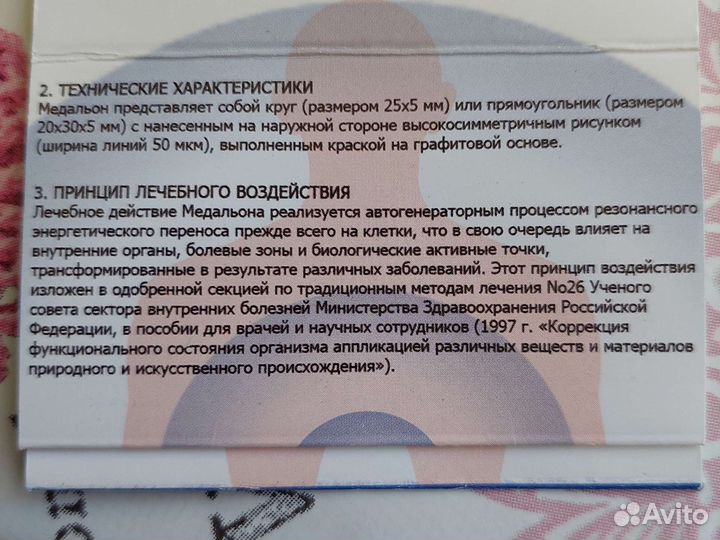 2. ТЕХНИЧЕСКИЕ ХАРАКТЕРИСТИКИ
Медальон представляет собой круг (размером 25х5 мм) или прямоугольник (размером
20х30х5 мм) с нанесенным на наружной стороне высокосимметричным рисунком
(ширина линий 50 мкм), выполненным краской на графитовой основе.
3. ПРИНЦИП ЛЕЧЕБНОГО ВОЗДЕЙСТВИЯ
Лечебное действие Медальона реализуется автогенераторным процессом резонансного
энергетического переноса прежде всего на клетки, что в свою очередь влияет на
внутренние органы, болевые зоны и биологические активные точки,
трансформированные в результате различных заболеваний. Этот принцип воздействия
изложен в одобренной секцией по традиционным методам лечения No26 Ученого
совета сектора внутренних болезней Министерства Здравоохранения Российской
Федерации, в пособии для врачей и научных сотрудников (1997 г. «Коррекция
функционального состояния организма аппликацией различных веществ и материалов
природного и искусственного происхождения»).
Avito